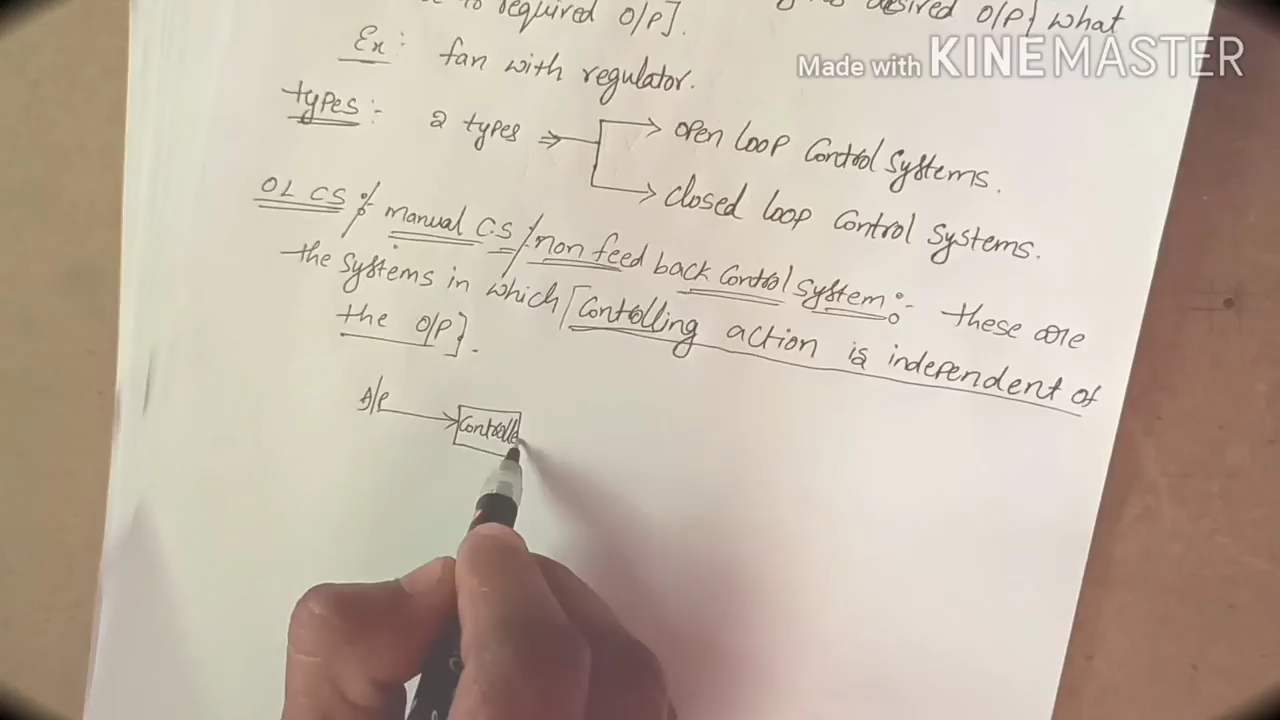 to required O/P]. desired O/P} what
Made with KINEMASTER
Ex: fan with regulator.
types:- 2 types ⇒ open loop Control Systems.
closed loop Control Systems.
OL CS % manual CS/non feed back Control System:- these are
the systems in which [Controlling action is independent of
the O/P}.
I/P Controlle